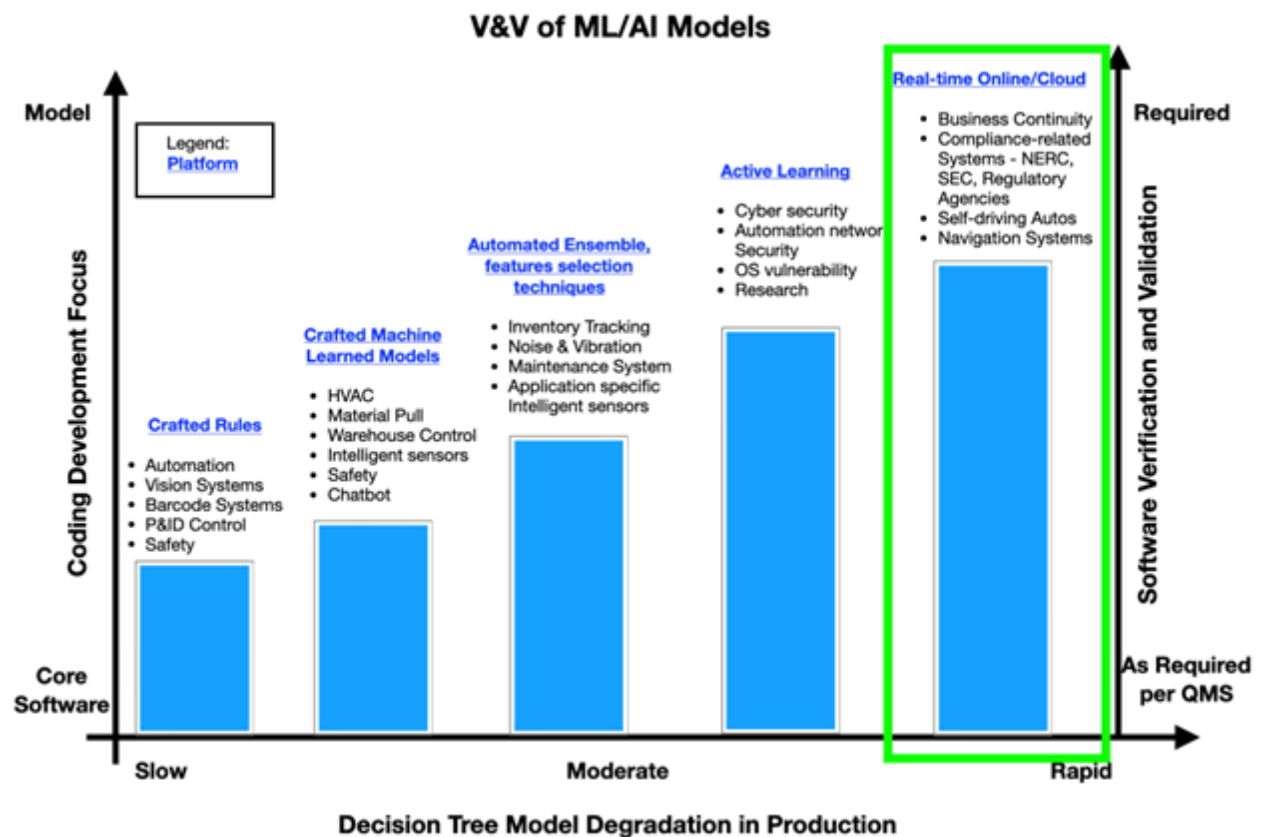 V&V of ML/AI Models
Model
Legend:
Platform
Coding Development Focus
Core
Software
Crafted Rules
• Automation
• Vision Systems
• Barcode Systems
• P&ID Control
• Safety
Crafted Machine
Learned Models
• HVAC
• Material Pull
• Warehouse Control
• Intelligent sensors
• Safety
• Chatbot
Automated Ensemble,
features selection
techniques
• Inventory Tracking
• Noise & Vibration
• Maintenance System
• Application specific
Intelligent sensors
Active Learning
• Cyber security
• Automation networ
Security
• OS vulnerability
• Research
Real-time Online/Cloud
• Business Continuity
• Compliance-related
Systems - NERC,
SEC, Regulatory
Agencies
• Self-driving Autos
• Navigation Systems
Required
Software Verification and Validation
As Required
per QMS
Slow
Moderate
Rapid
Decision Tree Model Degradation in Production